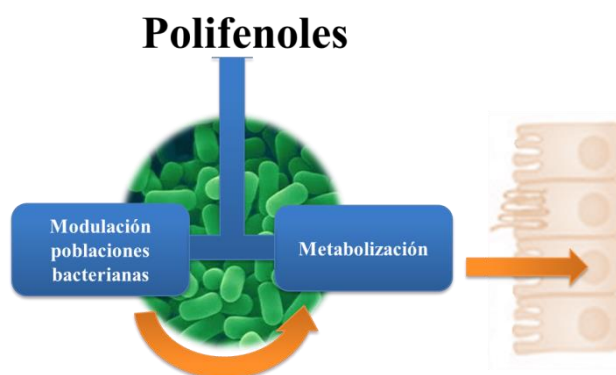 Polifenoles
Modulación
poblaciones
bacterianas
Metabolización